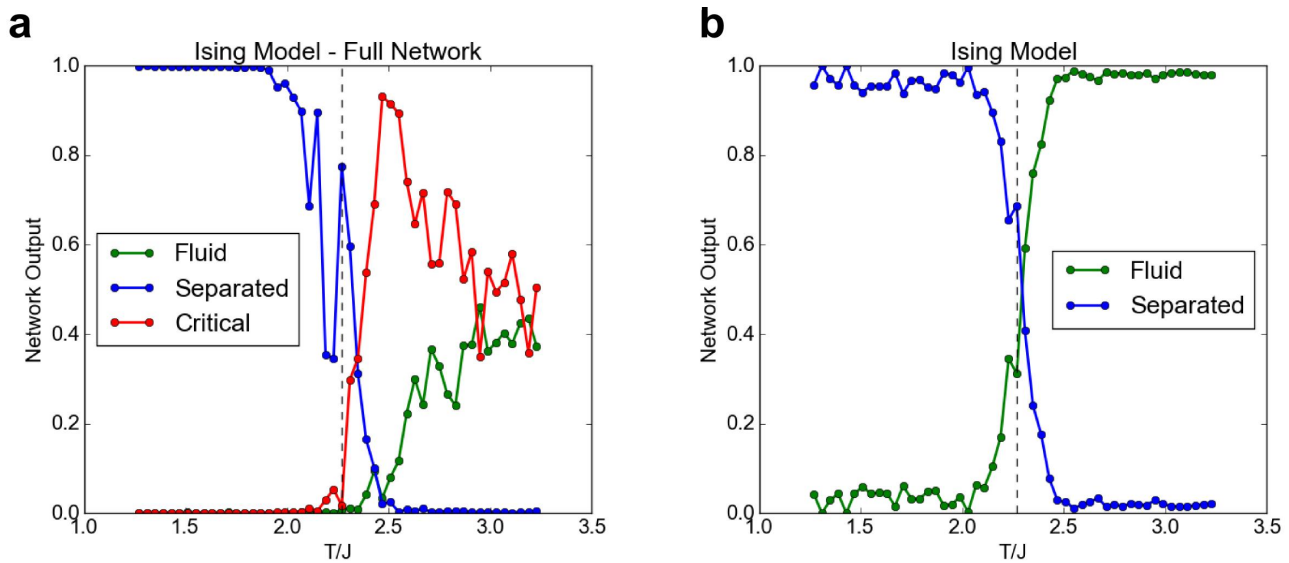 a
Ising Model - Full Network
1.0
0.8
0.6
0.4
0.2
0.0
Network Output
Fluid
Separated
Critical
1.0
1.5
2.0
2.5
3.0
3.5
T/J
b
Ising Model
1.0
0.8
0.6
0.4
0.2
0.0
Network Output
Fluid
Separated
1.0
1.5
2.0
2.5
3.0
3.5
T/J